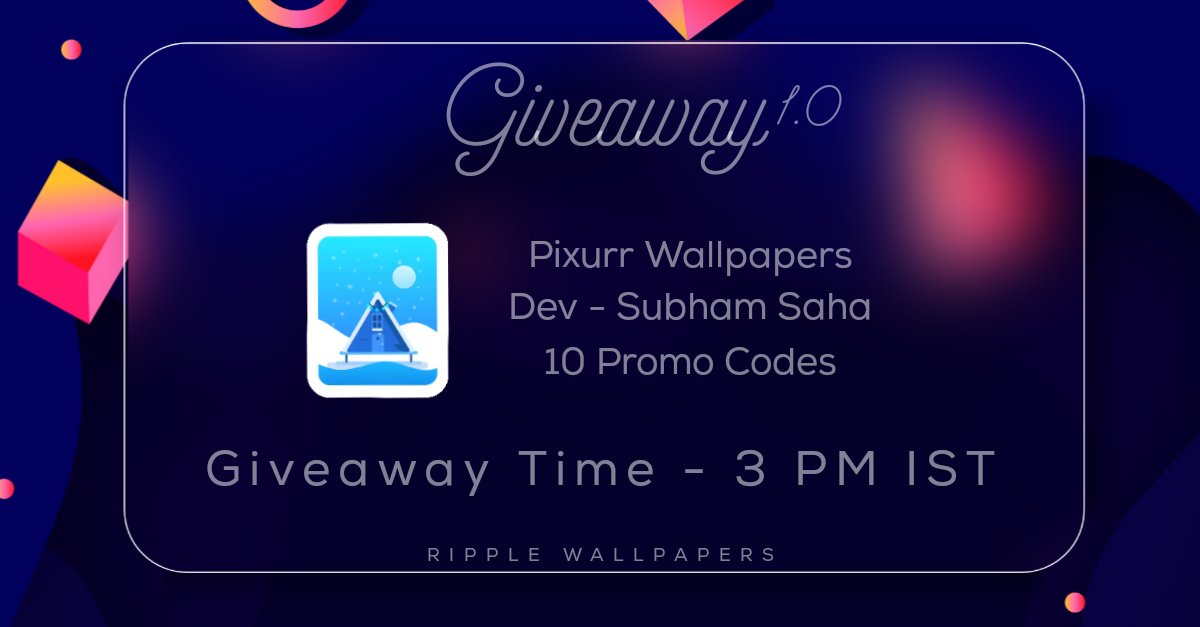 Giveaway 1.0
Pixurr Wallpapers
Dev - Subham Saha
10 Promo Codes
Giveaway Time - 3 PM IST
RIPPLE WALLPAPERS